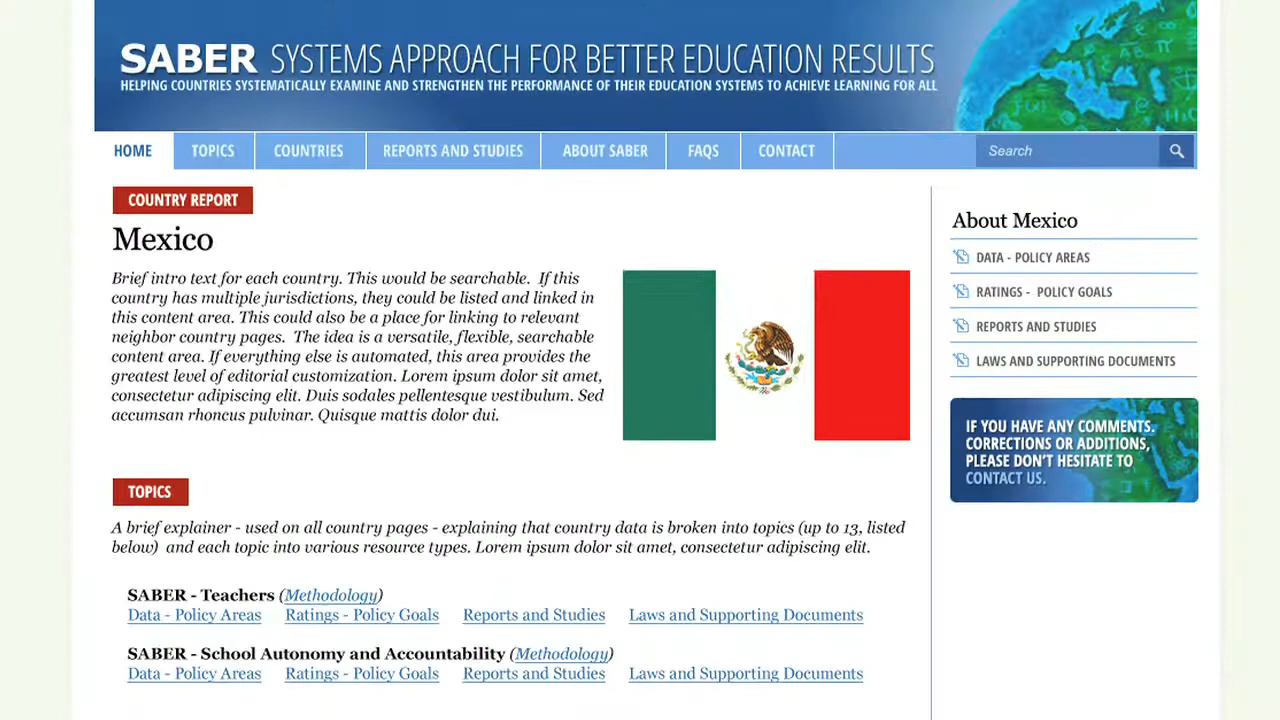 SABER SYSTEMS APPROACH FOR BETTER EDUCATION RESULTS
HELPING COUNTRIES SYSTEMATICALLY EXAMINE AND STRENGTHEN THE PERFORMANCE OF THEIR EDUCATION SYSTEMS TO ACHIEVE LEARNING FOR ALL
HOME TOPICS COUNTRIES REPORTS AND STUDIES ABOUT SABER FAQS CONTACT Search
COUNTRY REPORT
Mexico
Brief intro text for each country. This would be searchable. If this
country has multiple jurisdictions, they could be listed and linked in
this content area. This could also be a place for linking to relevant
neighbor country pages. The idea is a versatile, flexible, searchable
content area. If everything else is automated, this area provides the
greatest level of editorial customization. Lorem ipsum dolor sit amet,
consectetur adipiscing elit. Duis sodales pellentesque vestibulum. Sed
accumsan rhoncus pulvinar. Quisque mattis dolor dui.
TOPICS
A brief explainer - used on all country pages - explaining that country data is broken into topics (up to 13, listed
below) and each topic into various resource types. Lorem ipsum dolor sit amet, consectetur adipiscing elit.
SABER - Teachers (Methodology)
Data - Policy Areas Ratings - Policy Goals Reports and Studies Laws and Supporting Documents
SABER - School Autonomy and Accountability (Methodology)
Data - Policy Areas Ratings - Policy Goals Reports and Studies Laws and Supporting Documents
About Mexico
DATA - POLICY AREAS
RATINGS - POLICY GOALS
REPORTS AND STUDIES
LAWS AND SUPPORTING DOCUMENTS
IF YOU HAVE ANY COMMENTS.
CORRECTIONS OR ADDITIONS,
PLEASE DON'T HESITATE TO
CONTACT US.